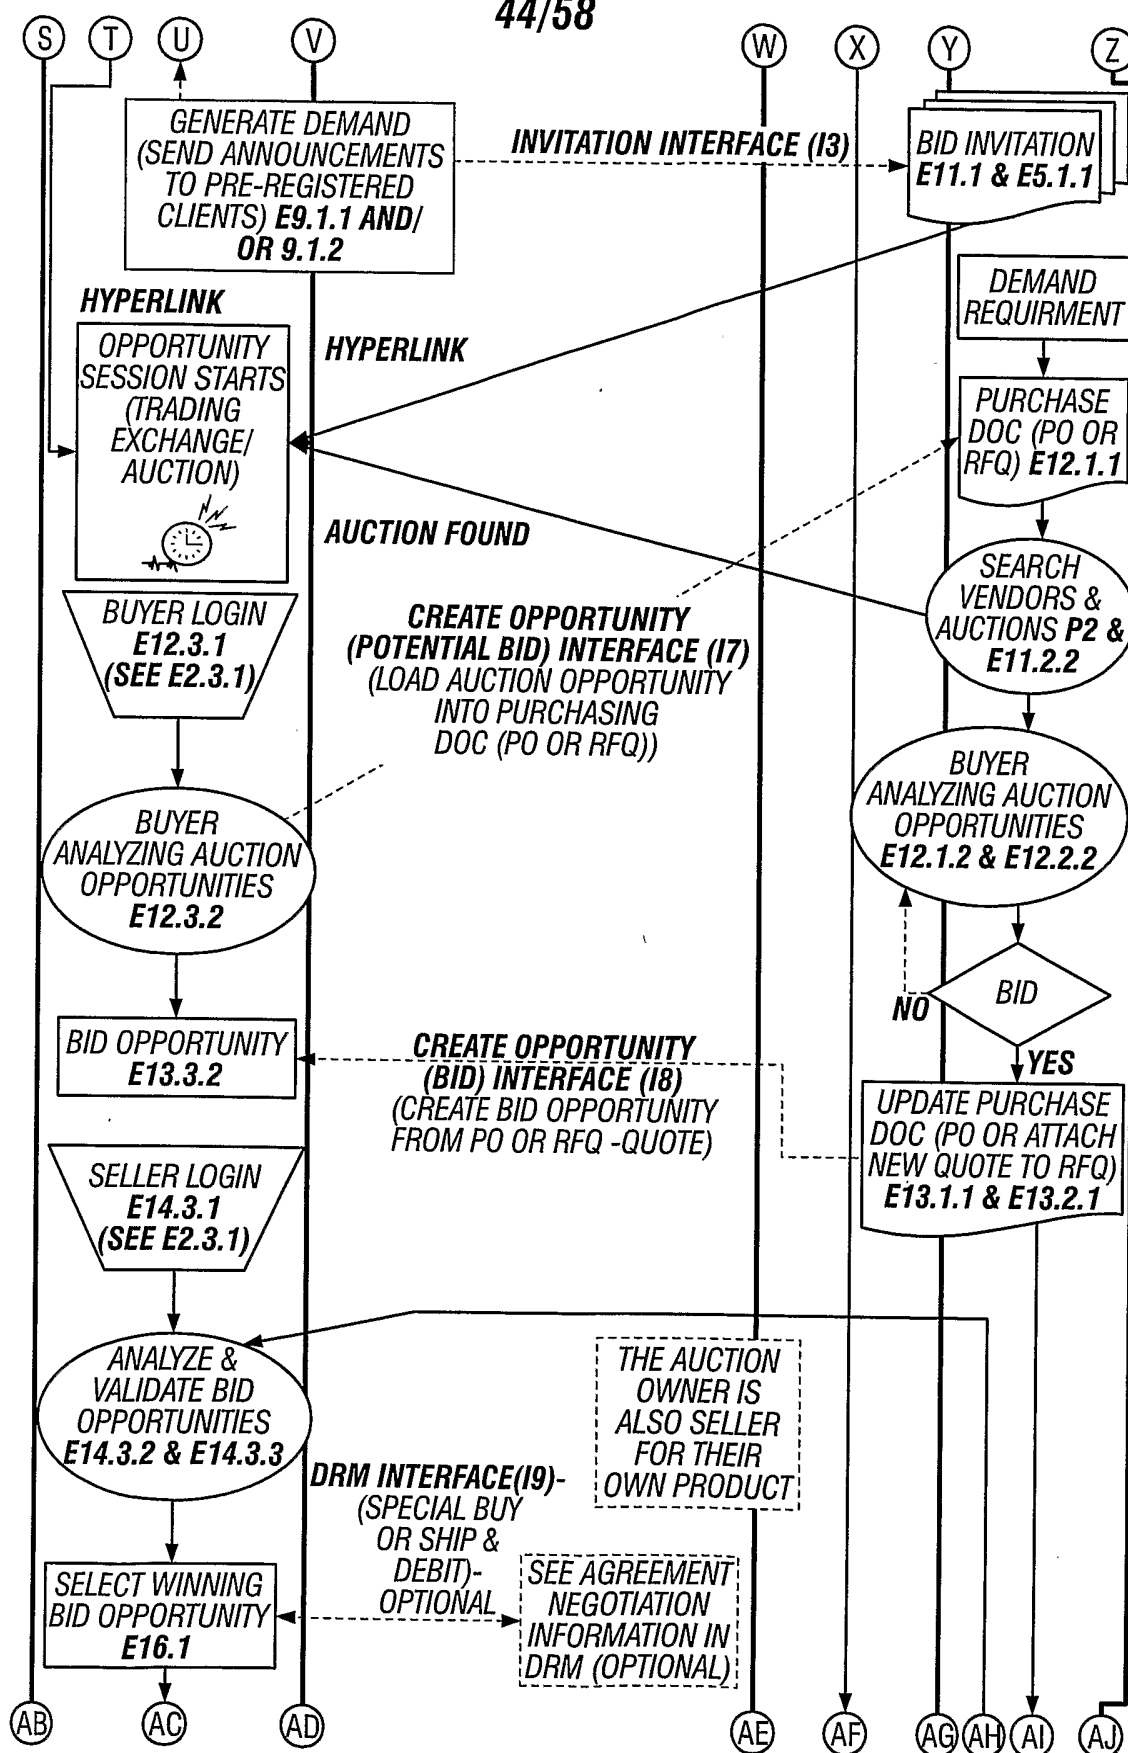 44/58
S T U V W X Y Z
GENERATE DEMAND
(SEND ANNOUNCEMENTS
TO PRE-REGISTERED
CLIENTS) E9.1.1 AND/
OR 9.1.2
INVITATION INTERFACE (I3)
BID INVITATION
E11.1 & E5.1.1
DEMAND
REQUIRMENT
HYPERLINK
OPPORTUNITY
SESSION STARTS
(TRADING
EXCHANGE/
AUCTION)
HYPERLINK
PURCHASE
DOC (PO OR
RFQ) E12.1.1
AUCTION FOUND
SEARCH
VENDORS &
AUCTIONS P2 &
E11.2.2
BUYER LOGIN
E12.3.1
(SEE E2.3.1)
CREATE OPPORTUNITY
(POTENTIAL BID) INTERFACE (I7)
(LOAD AUCTION OPPORTUNITY
INTO PURCHASING
DOC (PO OR RFQ))
BUYER
ANALYZING AUCTION
OPPORTUNITIES
E12.1.2 & E12.2.2
BUYER
ANALYZING AUCTION
OPPORTUNITIES
E12.3.2
BID
NO
YES
BID OPPORTUNITY
E13.3.2
CREATE OPPORTUNITY
(BID) INTERFACE (I8)
(CREATE BID OPPORTUNITY
FROM PO OR RFQ -QUOTE)
UPDATE PURCHASE
DOC (PO OR ATTACH
NEW QUOTE TO RFQ)
E13.1.1 & E13.2.1
SELLER LOGIN
E14.3.1
(SEE E2.3.1)
ANALYZE &
VALIDATE BID
OPPORTUNITIES
E14.3.2 & E14.3.3
THE AUCTION
OWNER IS
ALSO SELLER
FOR THEIR
OWN PRODUCT
DRM INTERFACE(I9)-
(SPECIAL BUY
OR SHIP &
DEBIT)-
OPTIONAL
SELECT WINNING
BID OPPORTUNITY
E16.1
SEE AGREEMENT
NEGOTIATION
INFORMATION IN
DRM (OPTIONAL)
AB AC AD AE AF AG AH AI AJ